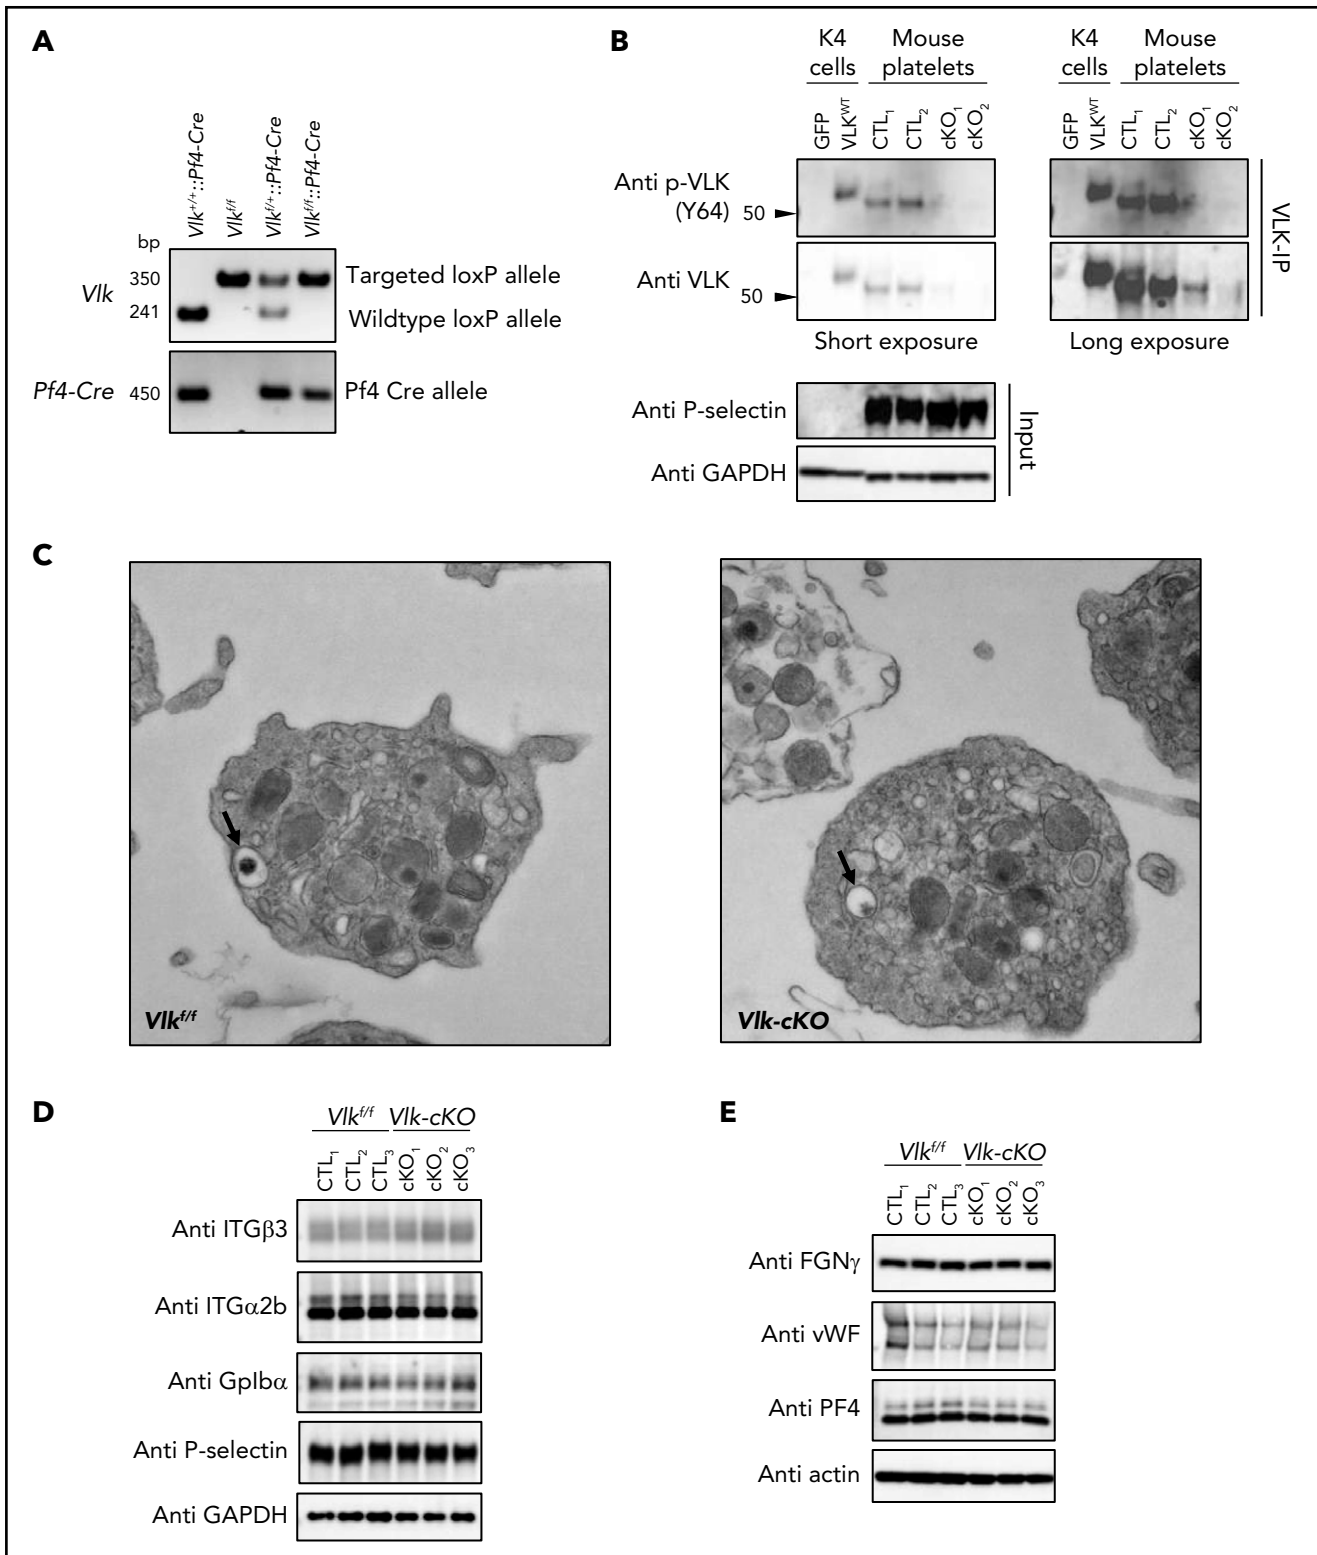 A
Vlk+/+::Pf4-Cre
Vlkf/f
Vlkf/+::Pf4-Cre
Vlkf/f::Pf4-Cre
bp
Vlk
350
Targeted loxP allele
241
Wildtype loxP allele
Pf4-Cre
450
Pf4 Cre allele
B
K4 cells
Mouse platelets
K4 cells
Mouse platelets
GFP
VLKWT
CTL1
CTL2
cKO1
cKO2
GFP
VLKWT
CTL1
CTL2
cKO1
cKO2
Anti p-VLK
(Y64)
50
Anti VLK
50
VLK-IP
Short exposure
Long exposure
Anti P-selectin
Anti GAPDH
Input
C
Vlkf/f
Vlk-cKO
D
Vlkf/f
Vlk-cKO
CTL1
CTL2
CTL3
cKO1
cKO2
cKO3
Anti ITGβ3
Anti ITGα2b
Anti GpIbα
Anti P-selectin
Anti GAPDH
E
Vlkf/f
Vlk-cKO
CTL1
CTL2
CTL3
cKO1
cKO2
cKO3
Anti FGNγ
Anti vWF
Anti PF4
Anti actin